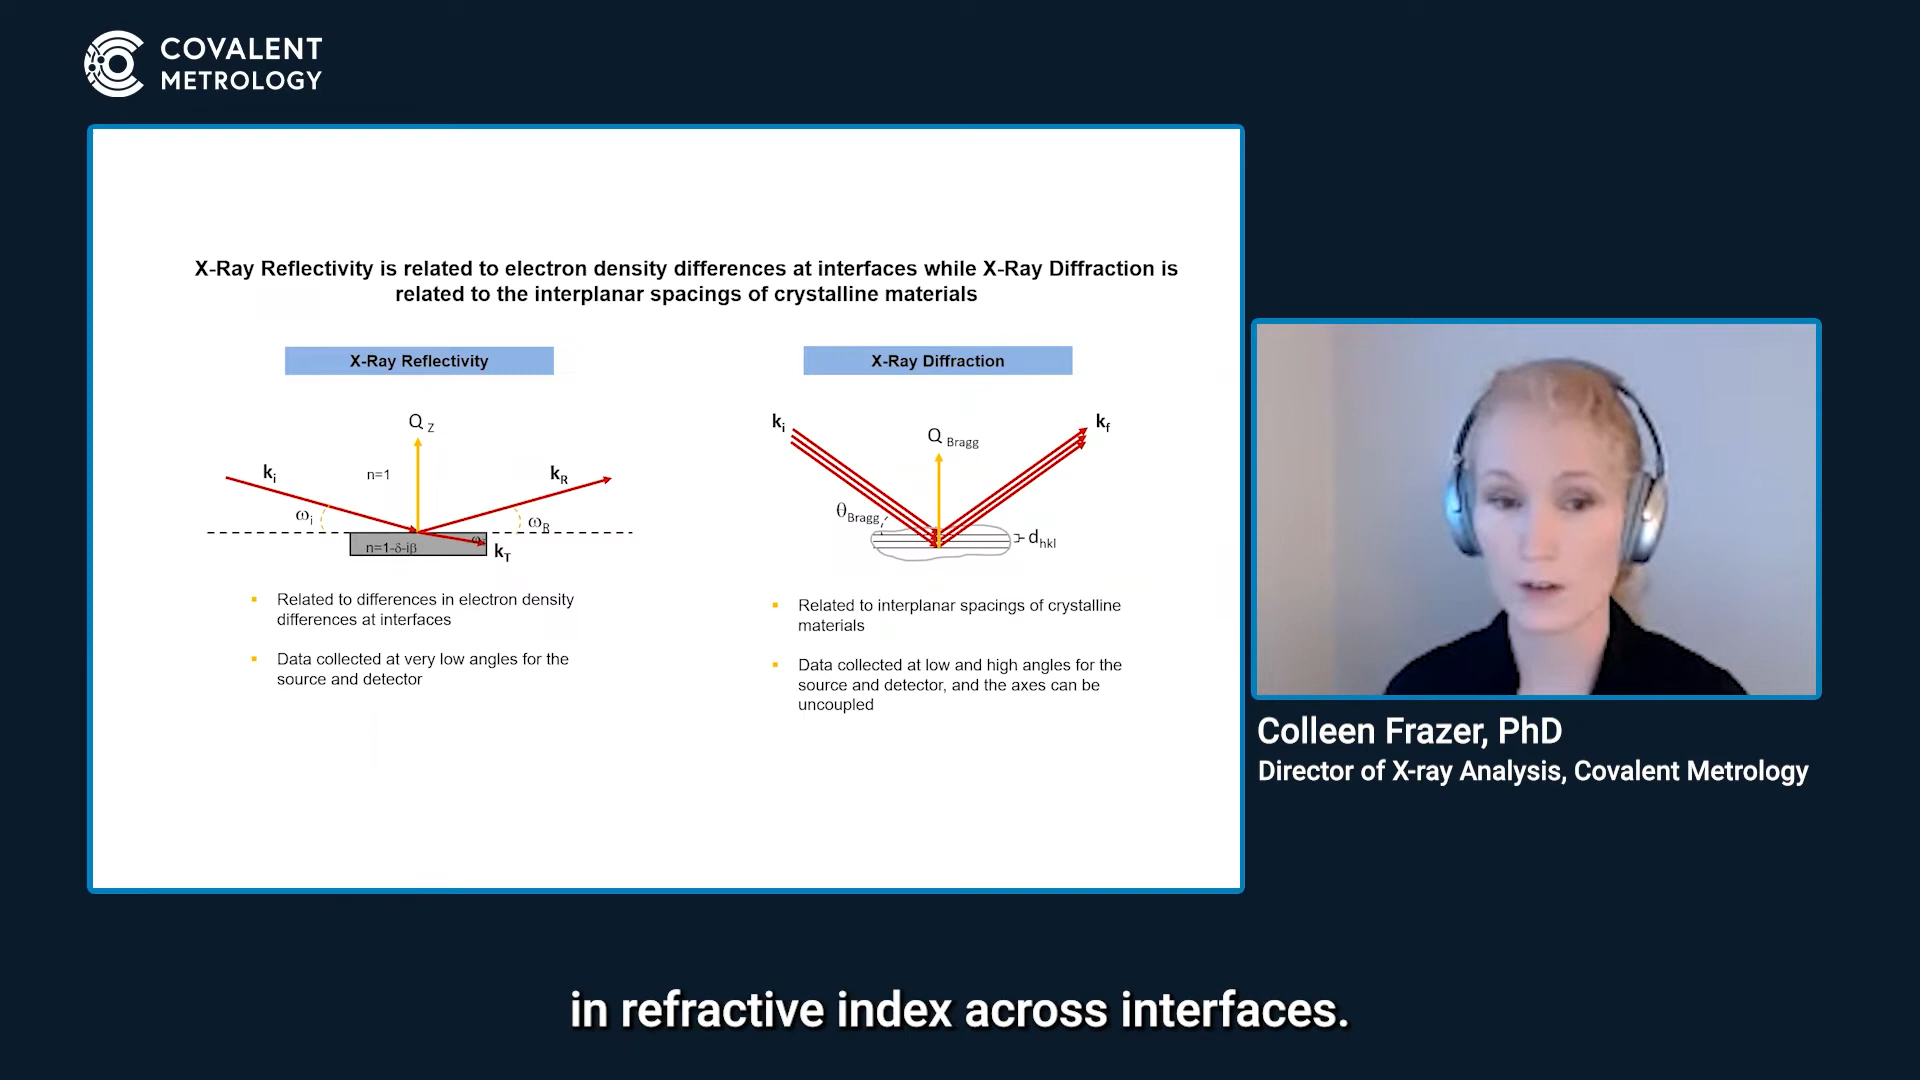 COVALENT
METROLOGY
X-Ray Reflectivity is related to electron density differences at interfaces while X-Ray Diffraction is
related to the interplanar spacings of crystalline materials
X-Ray Reflectivity
Q Z
ki
n=1
kR
ωi
ωR
n=1-δ-iβ
kT
Related to differences in electron density
differences at interfaces
Data collected at very low angles for the
source and detector
X-Ray Diffraction
ki
kf
Q Bragg
θBragg
dhkl
Related to interplanar spacings of crystalline
materials
Data collected at low and high angles for the
source and detector, and the axes can be
uncoupled
Colleen Frazer, PhD
Director of X-ray Analysis, Covalent Metrology
in refractive index across interfaces.